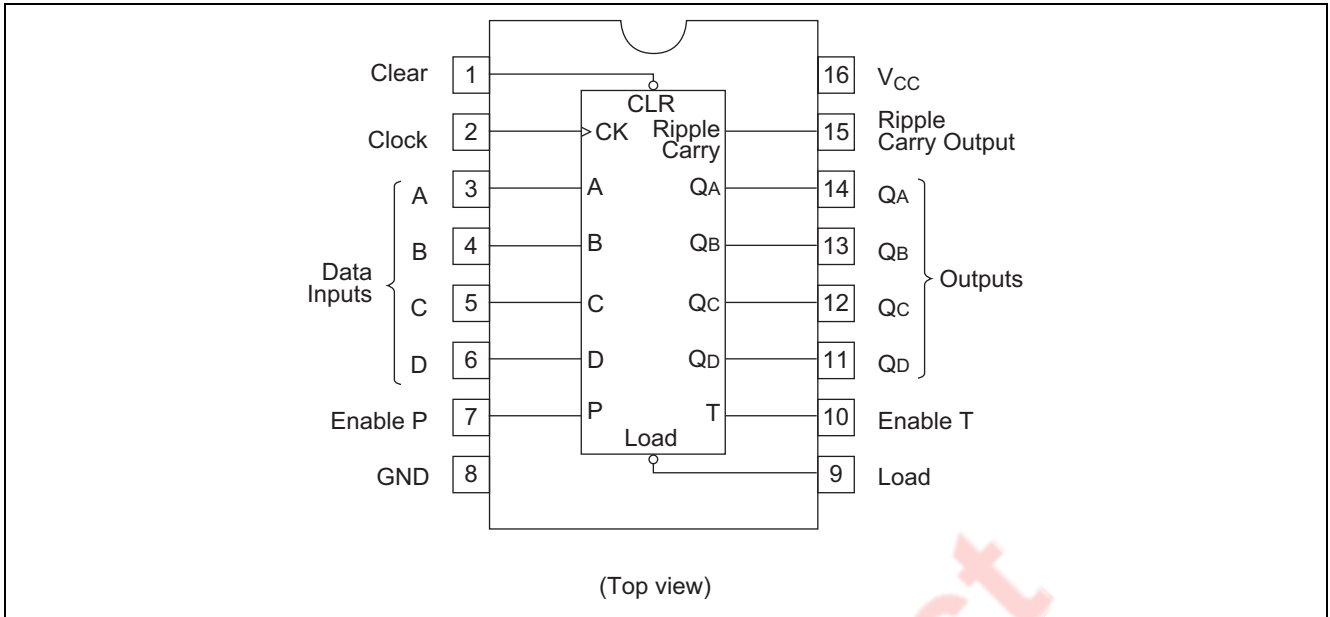 Clear 1
Clock 2
Data
Inputs
A 3
B 4
C 5
D 6
Enable P 7
GND 8
CLR
CK
Ripple
Carry
A
QA
B
QB
C
QC
D
QD
P
T
Load
16 VCC
15 Ripple
Carry Output
14 QA
13 QB
12 QC
11 QD
Outputs
10 Enable T
9 Load
(Top view)